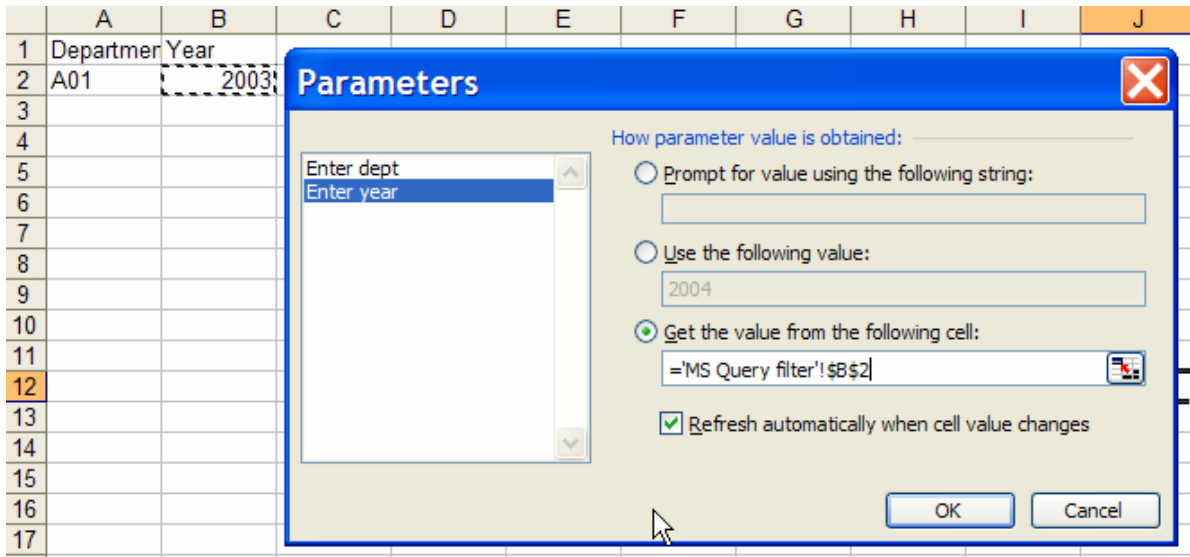 A B C D E F G H I J
1 Departmen Year
2 A01 2003
3
4
5
6
7
8
9
10
11
12
13
14
15
16
17
Parameters
Enter dept
Enter year
How parameter value is obtained:
Prompt for value using the following string:
Use the following value:
2004
Get the value from the following cell:
='MS Query filter'!$B$2
Refresh automatically when cell value changes
OK Cancel